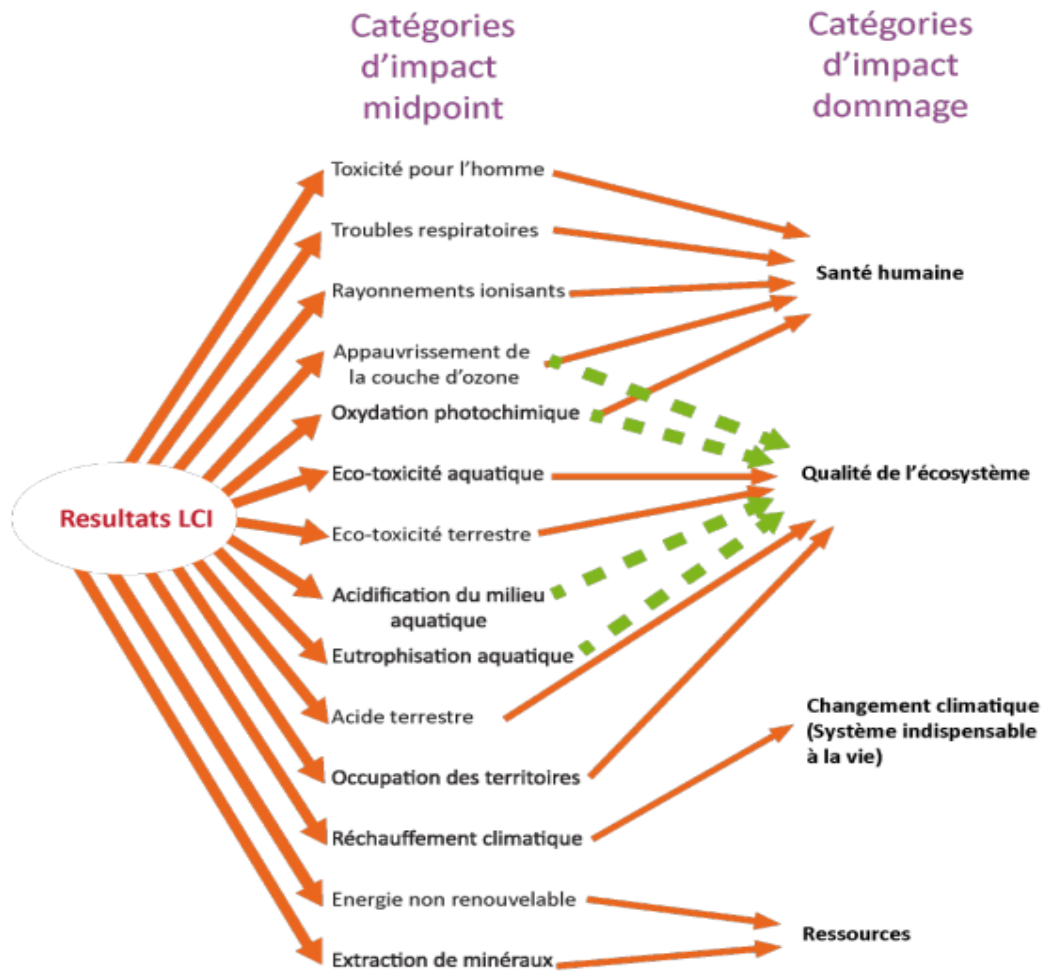 Catégories
d'impact
midpoint
Catégories
d'impact
dommage
Toxicité pour l'homme
Troubles respiratoires
Rayonnements ionisants
Appauvrissement de
la couche d'ozone
Oxydation photochimique
Eco-toxicité aquatique
Eco-toxicité terrestre
Acidification du milieu
aquatique
Eutrophisation aquatique
Acide terrestre
Occupation des territoires
Réchauffement climatique
Energie non renouvelable
Extraction de minéraux
Resultats LCI
Santé humaine
Qualité de l'écosystème
Changement climatique
(Système indispensable
à la vie)
Ressources